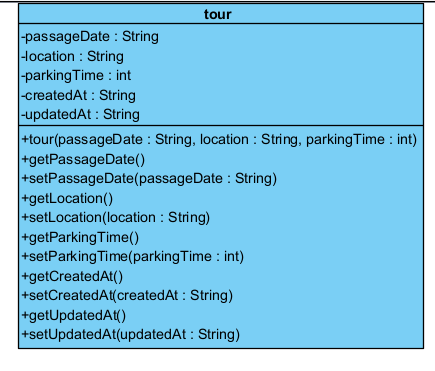 tour
-passageDate : String
-location : String
-parkingTime : int
-createdAt : String
-updatedAt : String
+tour(passageDate : String, location : String, parkingTime : int)
+getPassageDate()
+setPassageDate(passageDate : String)
+getLocation()
+setLocation(location : String)
+getParkingTime()
+setParkingTime(parkingTime : int)
+getCreatedAt()
+setCreatedAt(createdAt : String)
+getUpdatedAt()
+setUpdatedAt(updatedAt : String)